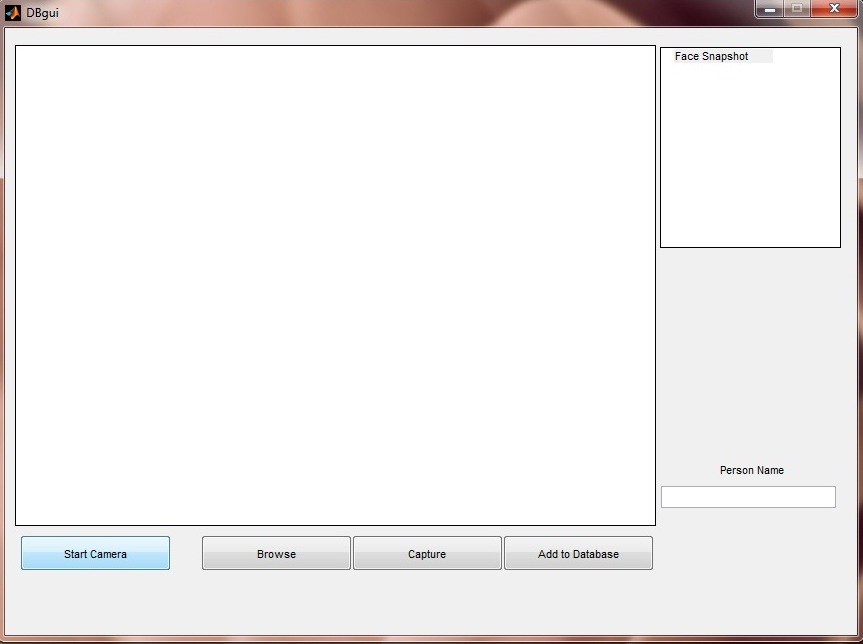 DBgui
Face Snapshot
Person Name
Start Camera
Browse
Capture
Add to Database